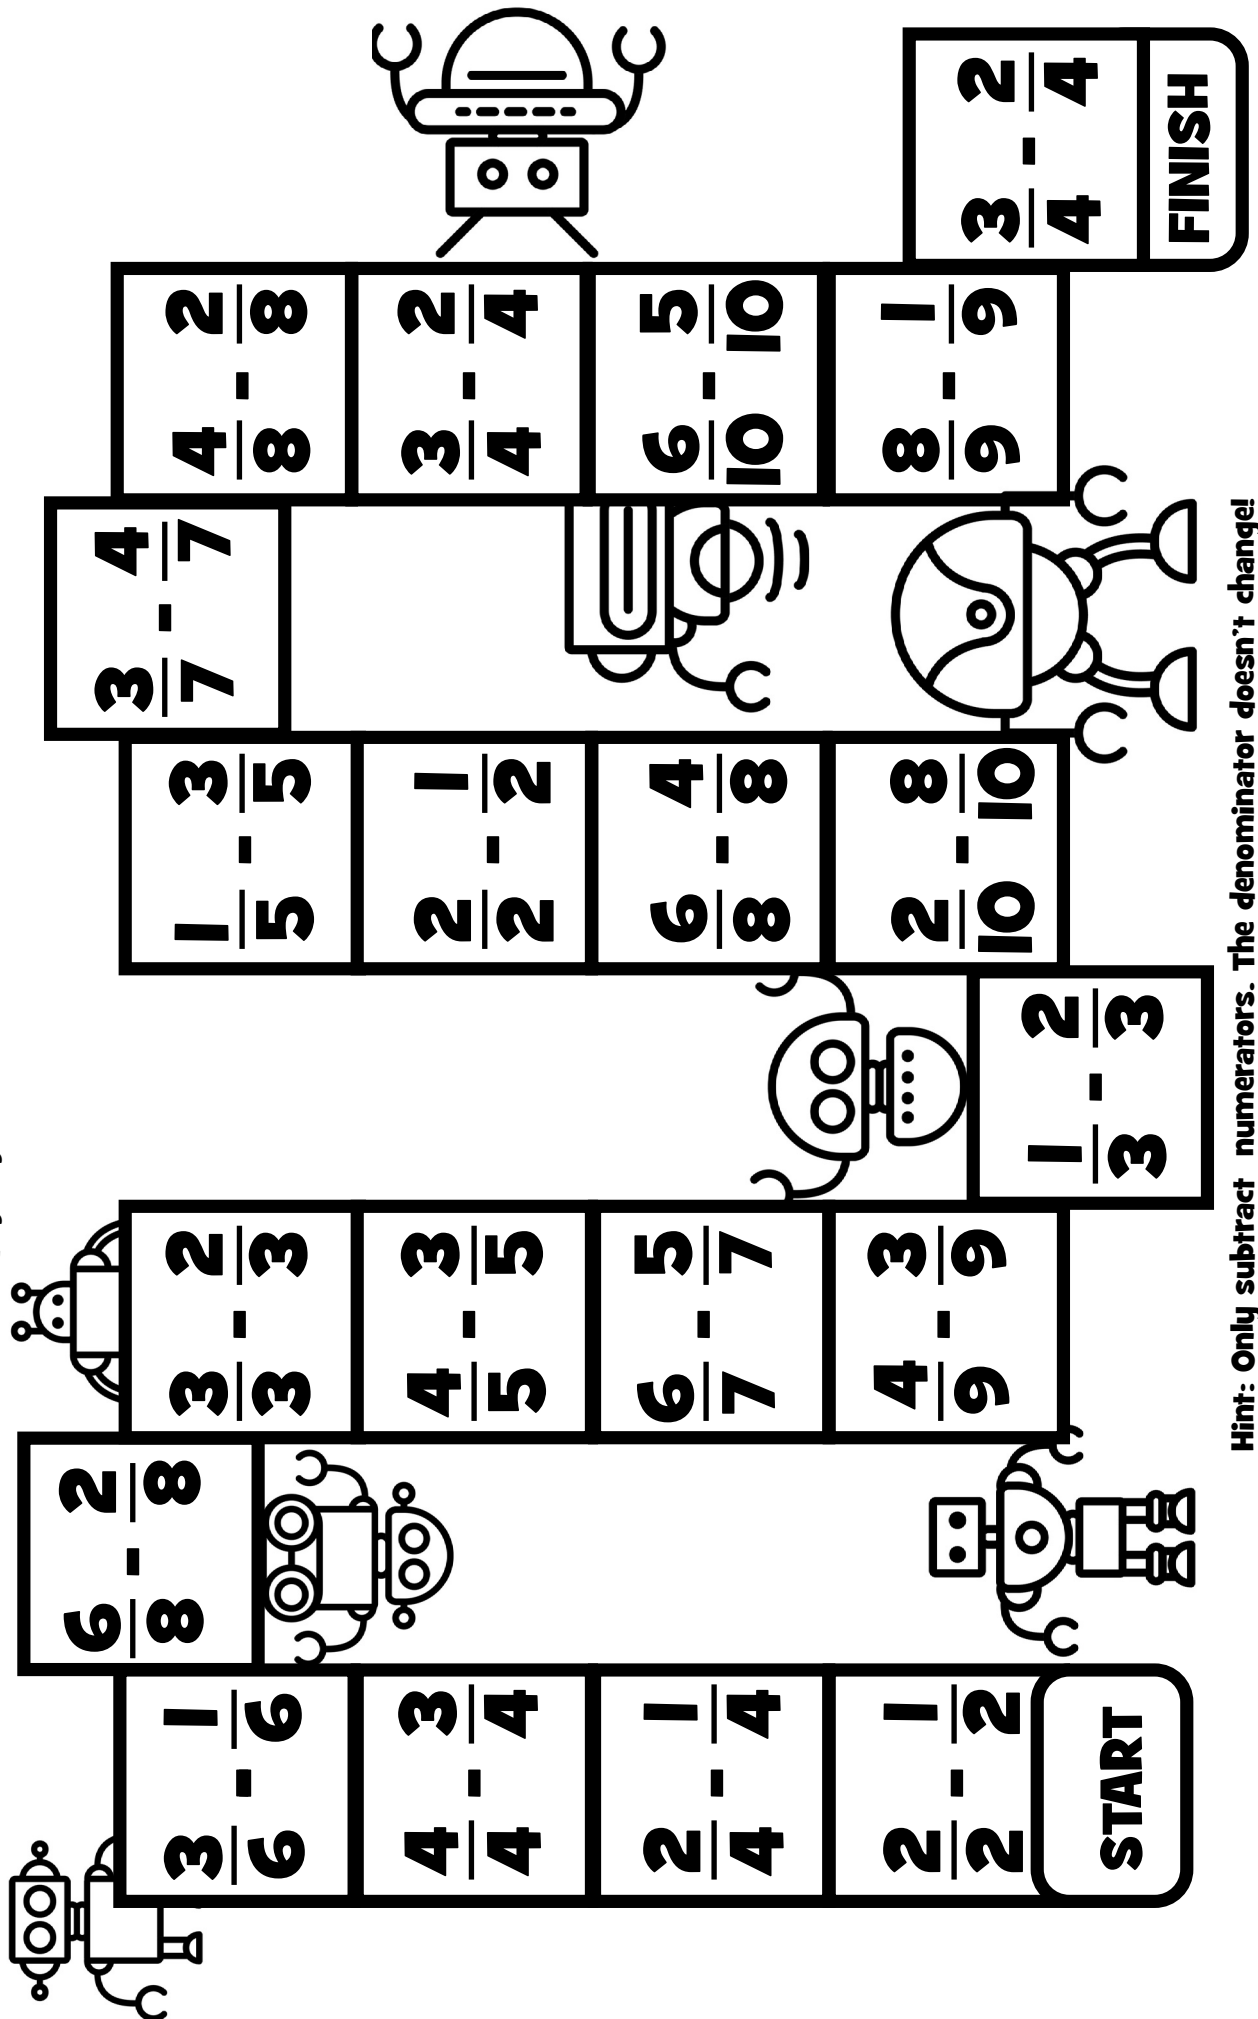 START
2/2 - 1/2
2/4 - 1/4
4/4 - 3/4
3/6 - 1/6
6/8 - 2/8
3/3 - 2/3
4/5 - 3/5
6/7 - 5/7
4/9 - 3/9
1/3 - 2/3
2/10 - 8/10
6/8 - 4/8
2/2 - 1/2
1/5 - 3/5
3/7 - 4/7
4/8 - 2/8
3/4 - 2/4
6/10 - 5/10
8/9 - 1/9
3/4 - 2/4
FINISH
Hint: Only subtract numerators. The denominator doesn't change!